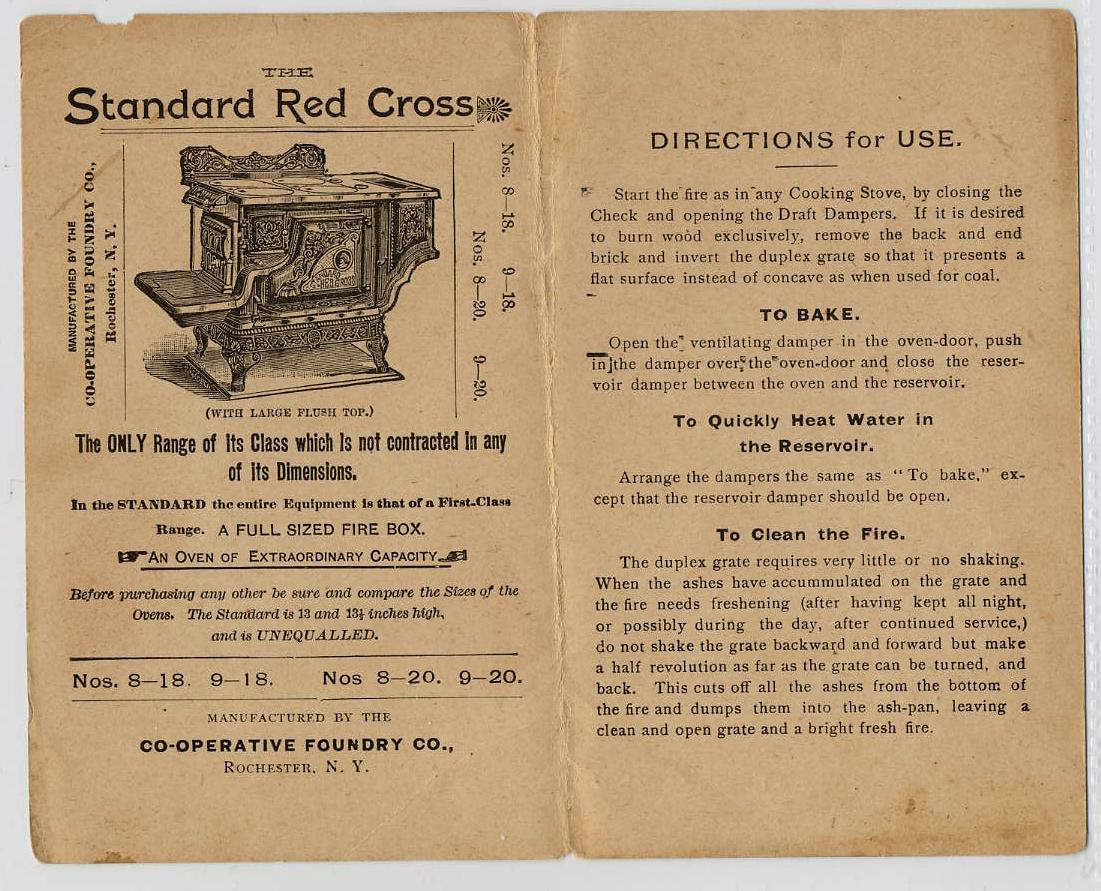 THE
Standard Red Cross
MANUFACTURED BY THE
CO-OPERATIVE FOUNDRY CO.,
Rochester, N. Y.
Nos. 8—18. 9—18.
Nos. 8—20. 9—20.
(WITH LARGE FLUSH TOP.)
The ONLY Range of Its Class which Is not contracted in any
of its Dimensions.
In the STANDARD the entire Equipment is that of a First-Class
Range. A FULL SIZED FIRE BOX.
AN OVEN OF EXTRAORDINARY CAPACITY
Before purchasing any other be sure and compare the Sizes of the
Ovens. The Standard is 13 and 13½ inches high,
and is UNEQUALLED.
Nos. 8—18. 9—18. Nos 8—20. 9—20.
MANUFACTURED BY THE
CO-OPERATIVE FOUNDRY CO.,
ROCHESTER, N. Y.
DIRECTIONS for USE.
Start the fire as in any Cooking Stove, by closing the
Check and opening the Draft Dampers. If it is desired
to burn wood exclusively, remove the back and end
brick and invert the duplex grate so that it presents a
flat surface instead of concave as when used for coal.
TO BAKE.
Open the ventilating damper in the oven-door, push
in the damper over the oven-door and close the reser-
voir damper between the oven and the reservoir.
To Quickly Heat Water in
the Reservoir.
Arrange the dampers the same as "To bake," ex-
cept that the reservoir damper should be open.
To Clean the Fire.
The duplex grate requires very little or no shaking.
When the ashes have accummulated on the grate and
the fire needs freshening (after having kept all night,
or possibly during the day, after continued service,)
do not shake the grate backward and forward but make
a half revolution as far as the grate can be turned, and
back. This cuts off all the ashes from the bottom of
the fire and dumps them into the ash-pan, leaving a
clean and open grate and a bright fresh fire.